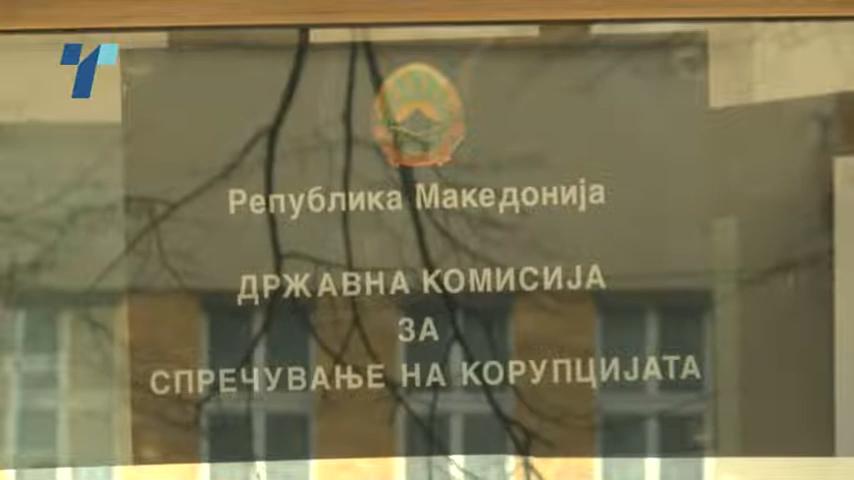 Република Македонија
ДРЖАВНА КОМИСИЈА
ЗА
СПРЕЧУВАЊЕ НА КОРУПЦИЈАТА